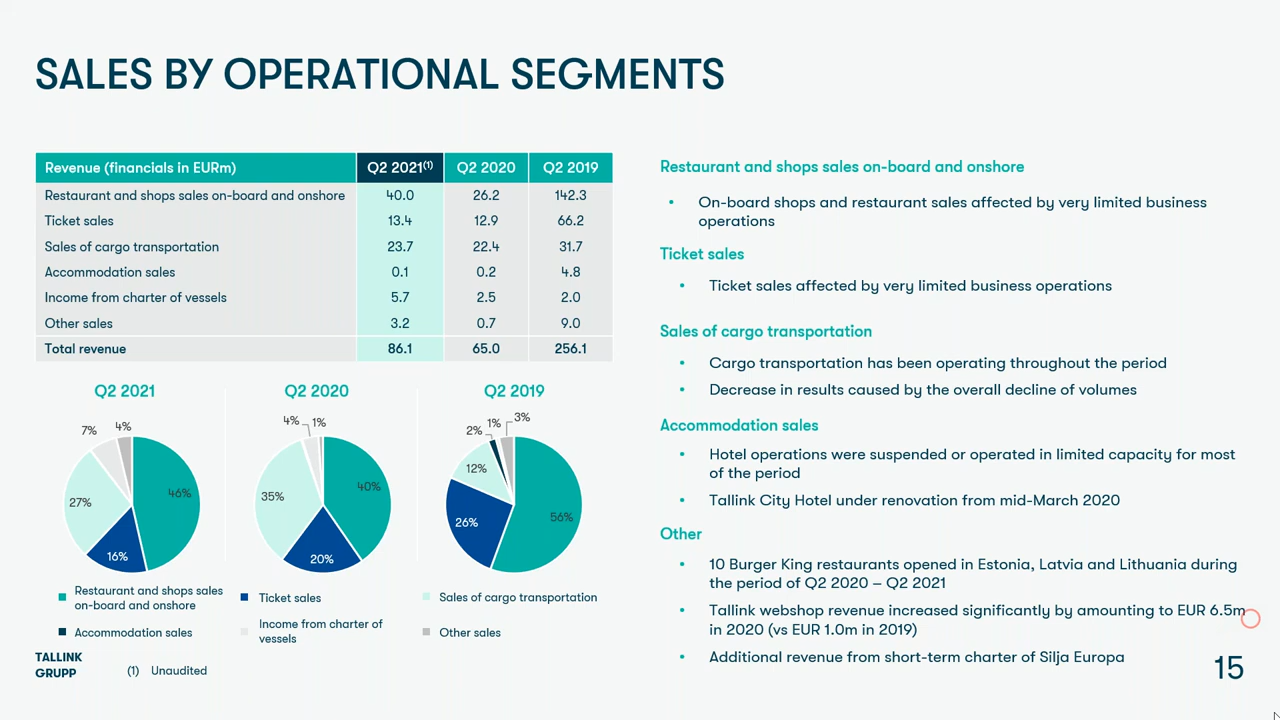 SALES BY OPERATIONAL SEGMENTS
Revenue (financials in EURm) Q2 2021(1) Q2 2020 Q2 2019
Restaurant and shops sales on-board and onshore 40.0 26.2 142.3
Ticket sales 13.4 12.9 66.2
Sales of cargo transportation 23.7 22.4 31.7
Accommodation sales 0.1 0.2 4.8
Income from charter of vessels 5.7 2.5 2.0
Other sales 3.2 0.7 9.0
Total revenue 86.1 65.0 256.1
Q2 2021
7%
4%
27%
46%
16%
Q2 2020
4%
1%
35%
40%
20%
Q2 2019
2%
1%
3%
12%
26%
56%
Restaurant and shops sales
on-board and onshore
Ticket sales
Sales of cargo transportation
Accommodation sales
Income from charter of
vessels
Other sales
TALLINK
GRUPP
(1) Unaudited
Restaurant and shops sales on-board and onshore
• On-board shops and restaurant sales affected by very limited business
operations
Ticket sales
• Ticket sales affected by very limited business operations
Sales of cargo transportation
• Cargo transportation has been operating throughout the period
• Decrease in results caused by the overall decline of volumes
Accommodation sales
• Hotel operations were suspended or operated in limited capacity for most
of the period
• Tallink City Hotel under renovation from mid-March 2020
Other
• 10 Burger King restaurants opened in Estonia, Latvia and Lithuania during
the period of Q2 2020 – Q2 2021
• Tallink webshop revenue increased significantly by amounting to EUR 6.5m
in 2020 (vs EUR 1.0m in 2019)
• Additional revenue from short-term charter of Silja Europa
15